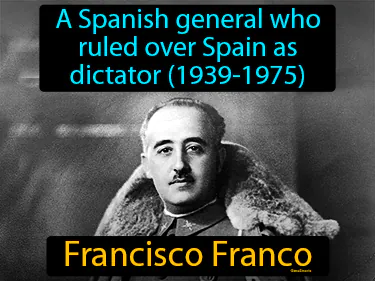 A Spanish general who
ruled over Spain as
dictator (1939-1975)
Francisco Franco